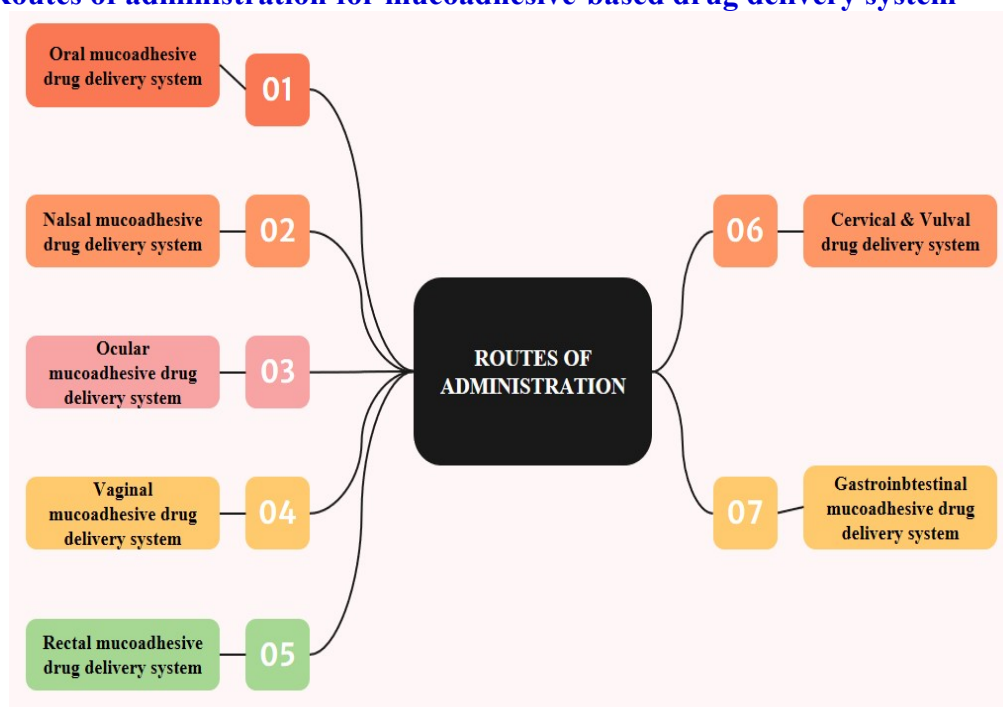 Routes of administration for mucoadhesive-based drug delivery system
Oral mucoadhesive
drug delivery system
01
Nalsal mucoadhesive
drug delivery system
02
Ocular
mucoadhesive drug
delivery system
03
Vaginal
mucoadhesive drug
delivery system
04
Rectal mucoadhesive
drug delivery system
05
ROUTES OF
ADMINISTRATION
06
Cervical & Vulval
drug delivery system
07
Gastroinbtestinal
mucoadhesive drug
delivery system